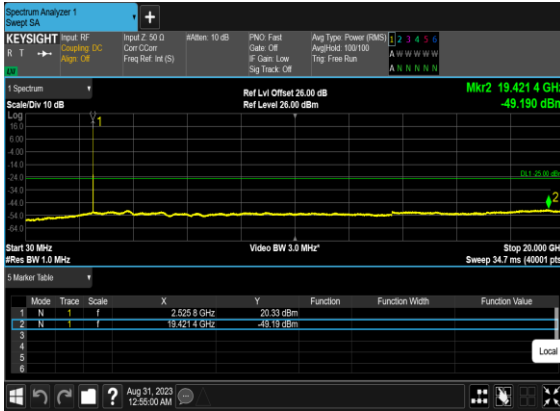 Spectrum Analyzer 1
Swept SA
+
KEYSIGHT Input: RF Input Z: 50 Ω #Atten: 10 dB PNO: Fast Avg Type: Power (RMS) 1 2 3 4 5 6
R T Coupling: DC Corr CCorr Gate: Off Avg|Hold: 100/100 A W W W W W
Align: Off Freq Ref: Int (S) IF Gain: Low Trig: Free Run
Sig Track: Off A N N N N N
1 Spectrum Ref Lvl Offset 26.00 dB Mkr2 19.421 4 GHz
Scale/Div 10 dB Ref Level 26.00 dBm -49.190 dBm
Log
16.0
6.00
-4.00
-14.0
-24.0
-34.0
-44.0
-54.0
-64.0
1
DL1 -25.00 dBm
2
Start 30 MHz Video BW 3.0 MHz* Stop 20.000 GH
#Res BW 1.0 MHz Sweep 34.7 ms (40001 pts
5 Marker Table
Mode Trace Scale X Y Function Function Width Function Value
1 N 1 f 2.525 8 GHz 20.33 dBm
2 N 1 f 19.421 4 GHz -49.19 dBm
3
4
5
6
Local
? Aug 31, 2023
12:55:00 AM